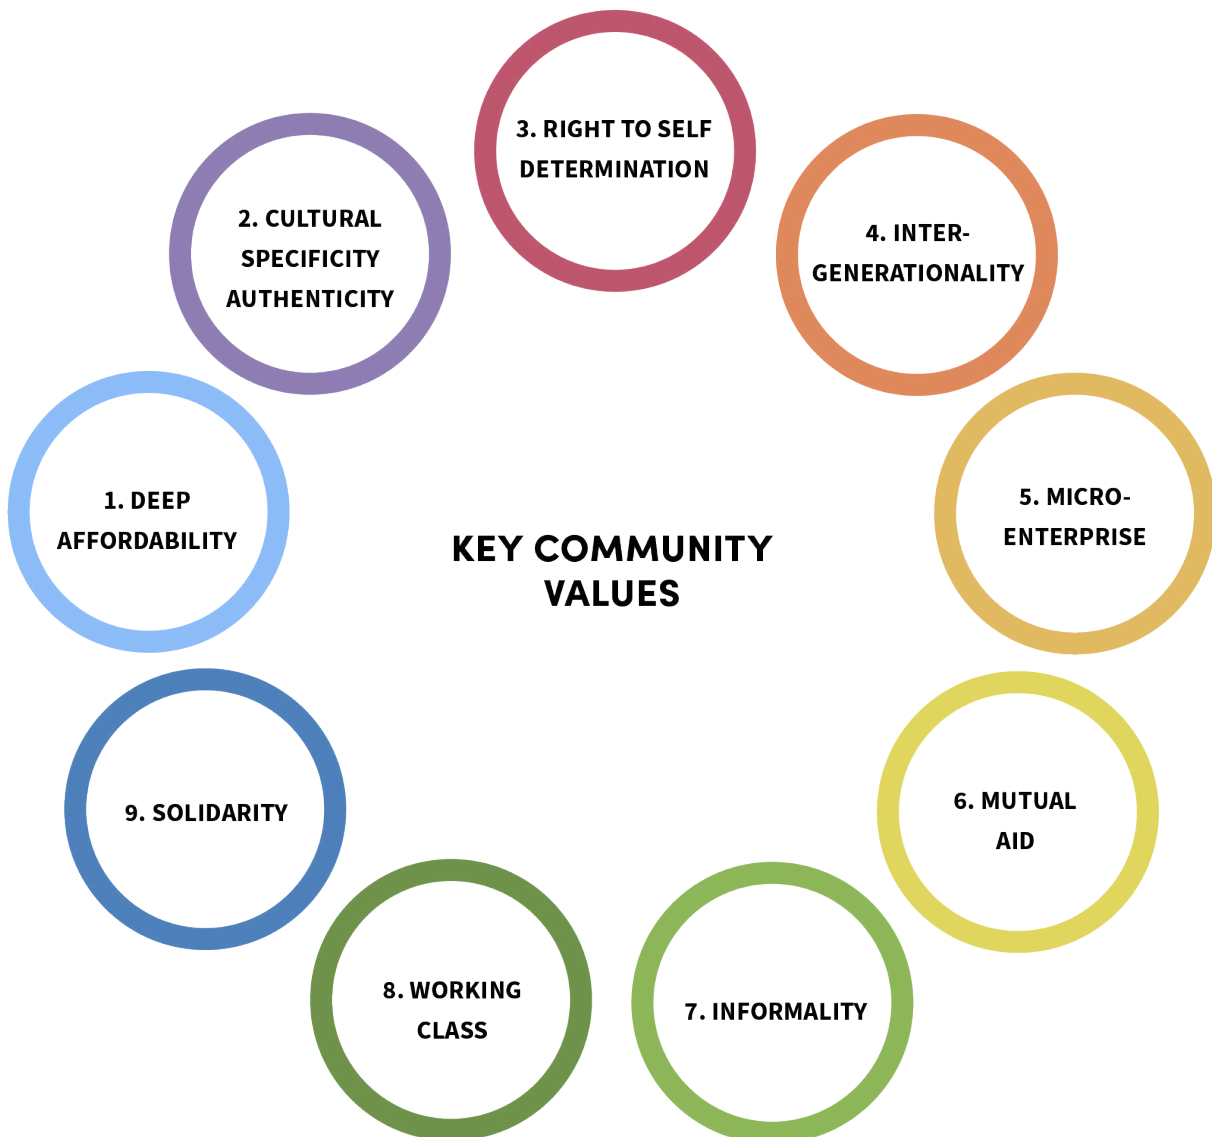 3. RIGHT TO SELF
DETERMINATION
2. CULTURAL
SPECIFICITY
AUTHENTICITY
4. INTER-
GENERATIONALITY
1. DEEP
AFFORDABILITY
5. MICRO-
ENTERPRISE
KEY COMMUNITY
VALUES
9. SOLIDARITY
6. MUTUAL
AID
8. WORKING
CLASS
7. INFORMALITY